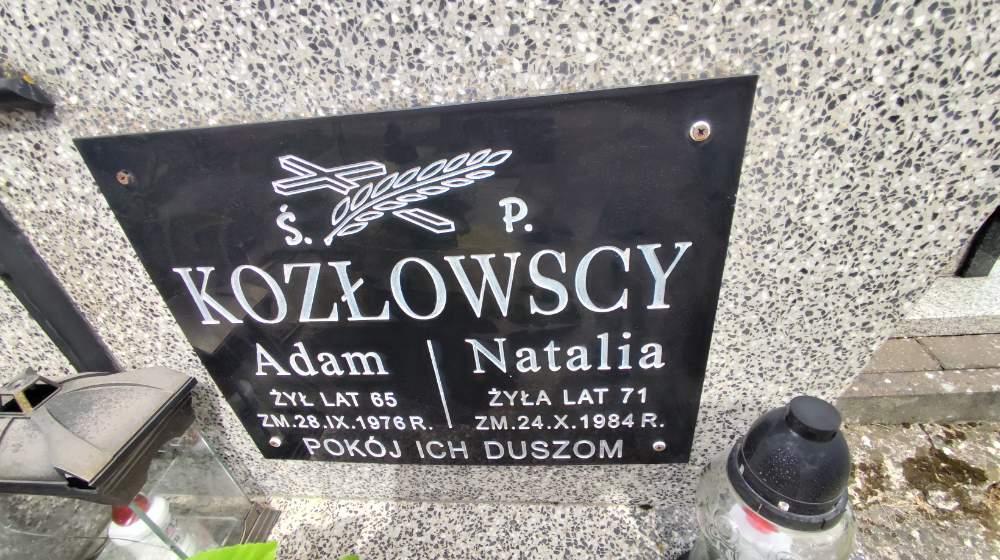 Ś. P.
KOZŁOWSCY
Adam Natalia
ŻYŁ LAT 65 ŻYŁA LAT 71
ZM. 28.IX.1976 R. ZM. 24.X.1984 R.
POKÓJ ICH DUSZOM